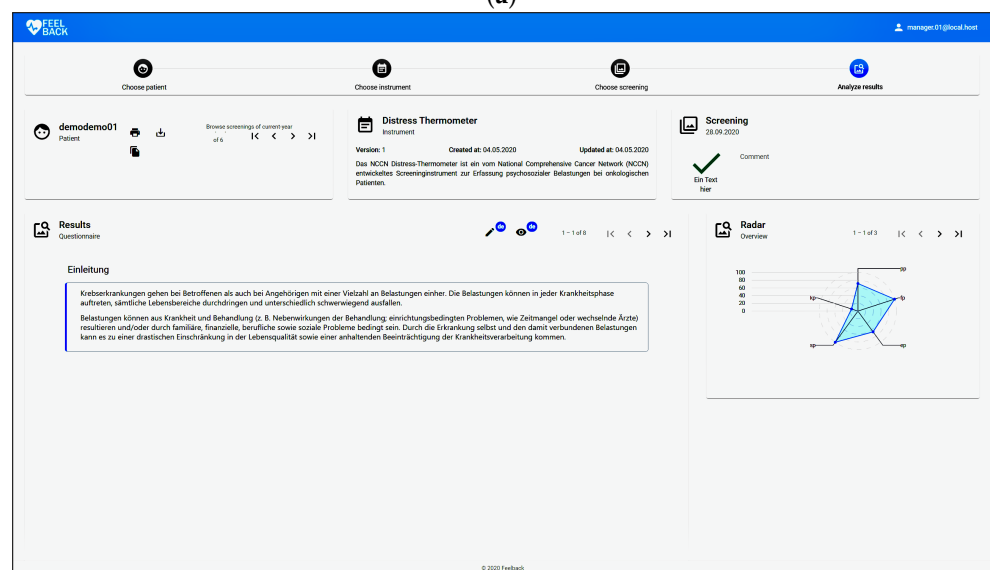 (a)
FEEL
BACK
manager.01@local.host
Choose patient
Choose instrument
Choose screening
Analyze results
demodemo01
Patient
Browse screenings of current year
of 6
Distress Thermometer
Instrument
Version: 1 Created at: 04.05.2020 Updated at: 04.05.2020
Das NCCN Distress-Thermometer ist ein vom National Comprehensive Cancer Network (NCCN)
entwickeltes Screeninginstrument zur Erfassung psychosozialer Belastungen bei onkologischen
Patienten.
Screening
28.09.2020
Comment
Ein Text
hier
Results
Questionnaire
de
de
1 – 1 of 8
Einleitung
Krebserkrankungen gehen bei Betroffenen als auch bei Angehörigen mit einer Vielzahl an Belastungen einher. Die Belastungen können in jeder Krankheitsphase
auftreten, sämtliche Lebensbereiche durchdringen und unterschiedlich schwerwiegend ausfallen.
Belastungen können aus Krankheit und Behandlung (z. B. Nebenwirkungen der Behandlung; einrichtungsbedingten Problemen, wie Zeitmangel oder wechselnde Ärzte)
resultieren und/oder durch familiäre, finanzielle, berufliche sowie soziale Probleme bedingt sein. Durch die Erkrankung selbst und den damit verbundenen Belastungen
kann es zu einer drastischen Einschränkung in der Lebensqualität sowie einer anhaltenden Beeinträchtigung der Krankheitsverarbeitung kommen.
Radar
Overview
1 – 1 of 3
100
80
60
40
20
0
pp
fp
ep
sp
kp
© 2020 Feelback